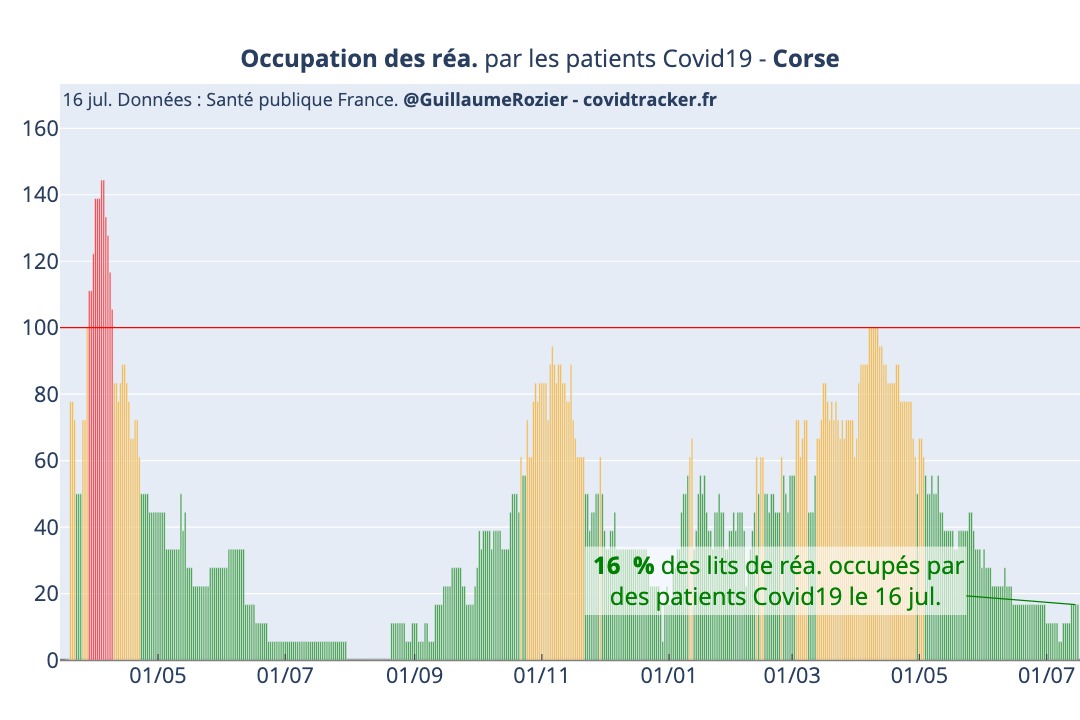 Occupation des réa. par les patients Covid19 - Corse
16 jul. Données : Santé publique France. @GuillaumeRozier - covidtracker.fr
160
140
120
100
80
60
40
20
0
16 % des lits de réa. occupés par
des patients Covid19 le 16 jul.
01/05 01/07 01/09 01/11 01/01 01/03 01/05 01/07